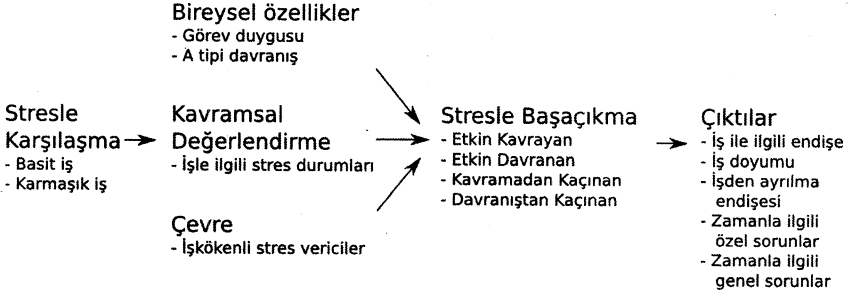 Bireysel özellikler
- Görev duygusu
- A tipi davranış
Stresle
Karşılaşma
- Basit iş
- Karmaşık iş
Kavramsal
Değerlendirme
- İşle ilgili stres durumları
Çevre
- İşkökenli stres vericiler
Stresle Başaçıkma
- Etkin Kavrayan
- Etkin Davranan
- Kavramadan Kaçınan
- Davranıştan Kaçınan
Çıktılar
- İş ile ilgili endişe
- İş doyumu
- İşden ayrılma
endişesi
- Zamanla ilgili
özel sorunlar
- Zamanla ilgili
genel sorunlar